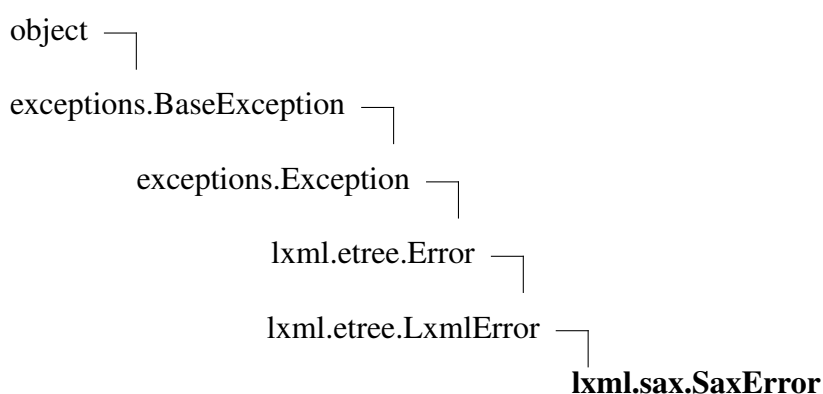 object
exceptions.BaseException
exceptions.Exception
lxml.etree.Error
lxml.etree.LxmlError
lxml.sax.SaxError